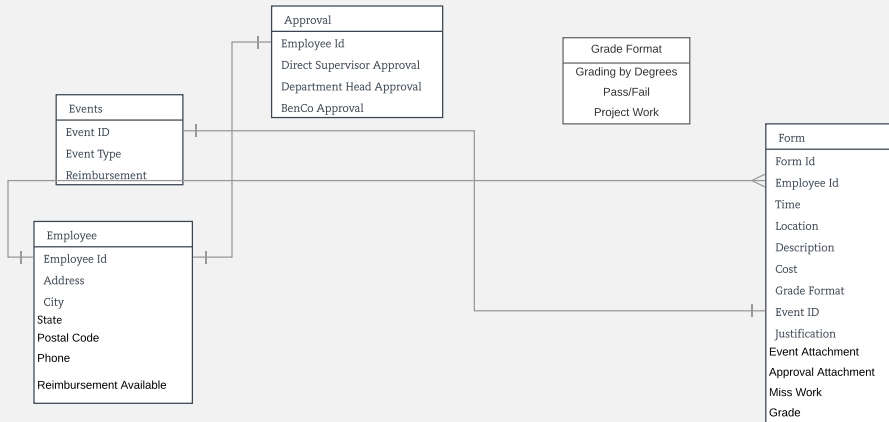 Approval
Employee Id
Direct Supervisor Approval
Department Head Approval
BenCo Approval
Grade Format
Grading by Degrees
Pass/Fail
Project Work
Events
Event ID
Event Type
Reimbursement
Form
Form Id
Employee Id
Time
Location
Description
Cost
Grade Format
Event ID
Justification
Event Attachment
Approval Attachment
Miss Work
Grade
Employee
Employee Id
Address
City
State
Postal Code
Phone
Reimbursement Available